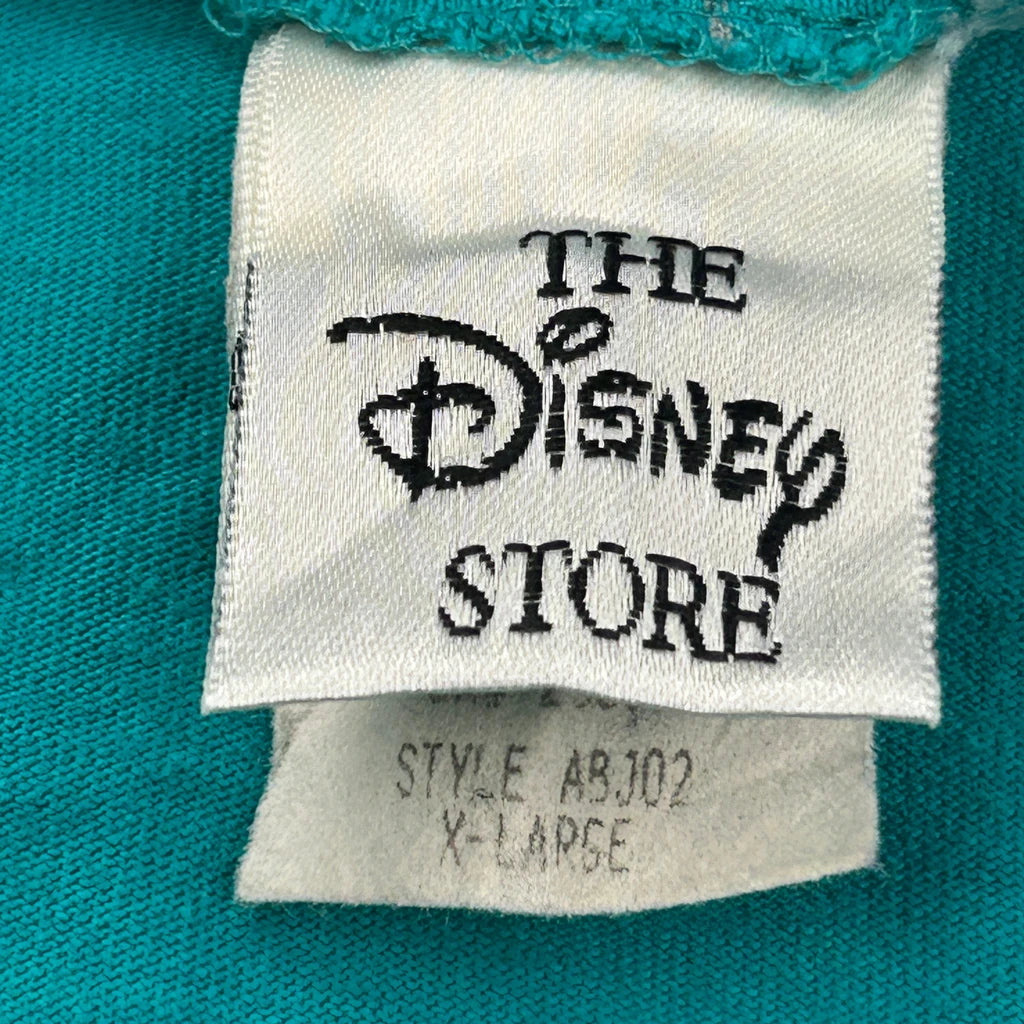 THE
DISNEY
STORE
STYLE ABJ02
X-LARGE